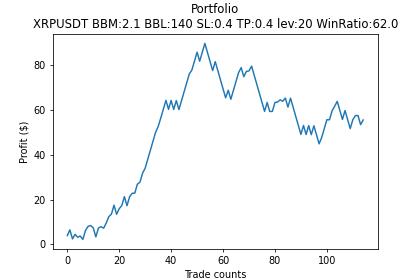 Portfolio
XRPUSDT BBM:2.1 BBL:140 SL:0.4 TP:0.4 lev:20 WinRatio:62.0
80
60
40
20
0
Profit ($)
0 20 40 60 80 100
Trade counts